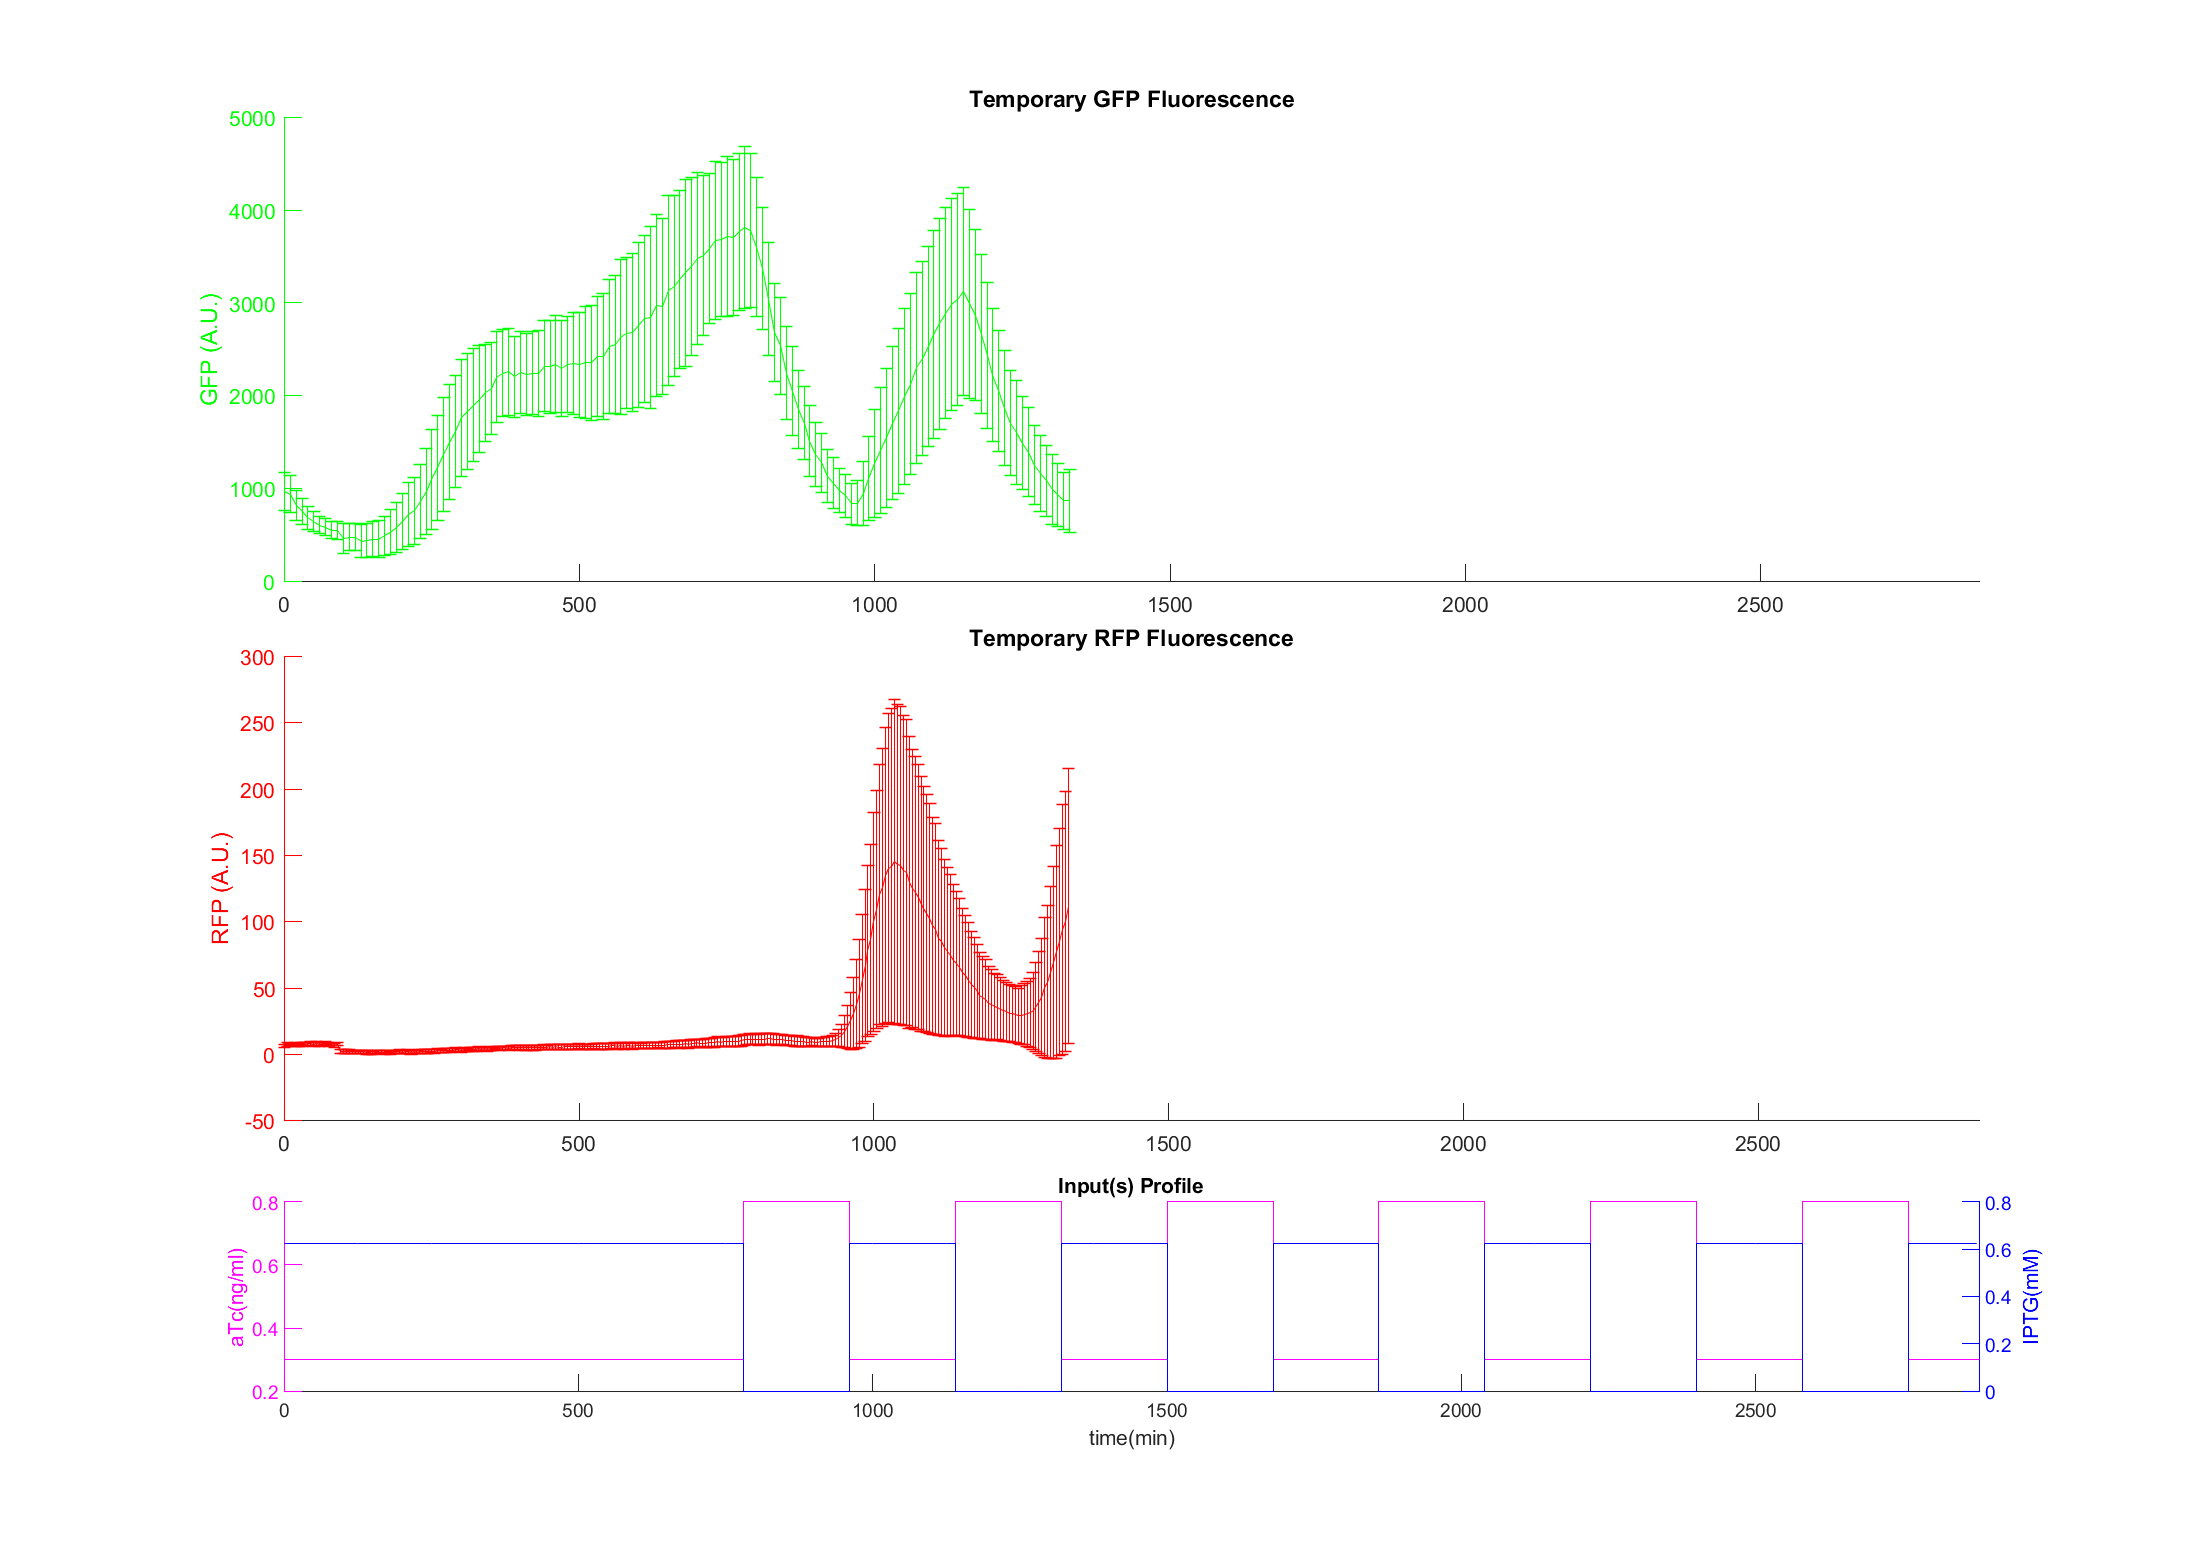 Temporary GFP Fluorescence
5000
4000
3000
2000
1000
0
GFP (A.U.)
0 500 1000 1500 2000 2500
Temporary RFP Fluorescence
300
250
200
150
100
50
0
-50
RFP (A.U.)
0 500 1000 1500 2000 2500
Input(s) Profile
0.8
0.6
0.4
0.2
aTc(ng/ml)
0.8
0.6
0.4
0.2
0
IPTG(mM)
0 500 1000 1500 2000 2500
time(min)